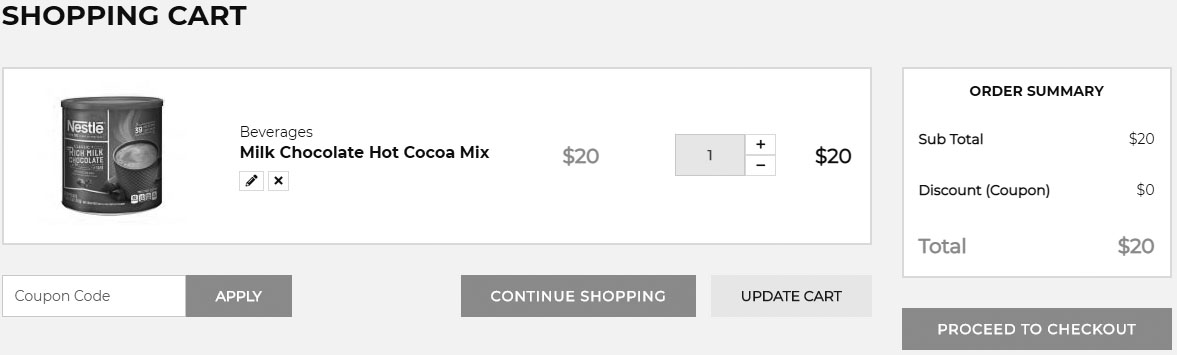 SHOPPING CART
Nestlé
RICH MILK
CHOCOLATE
Beverages
Milk Chocolate Hot Cocoa Mix
$20
1
+
−
$20
Coupon Code
APPLY
CONTINUE SHOPPING
UPDATE CART
ORDER SUMMARY
Sub Total $20
Discount (Coupon) $0
Total $20
PROCEED TO CHECKOUT